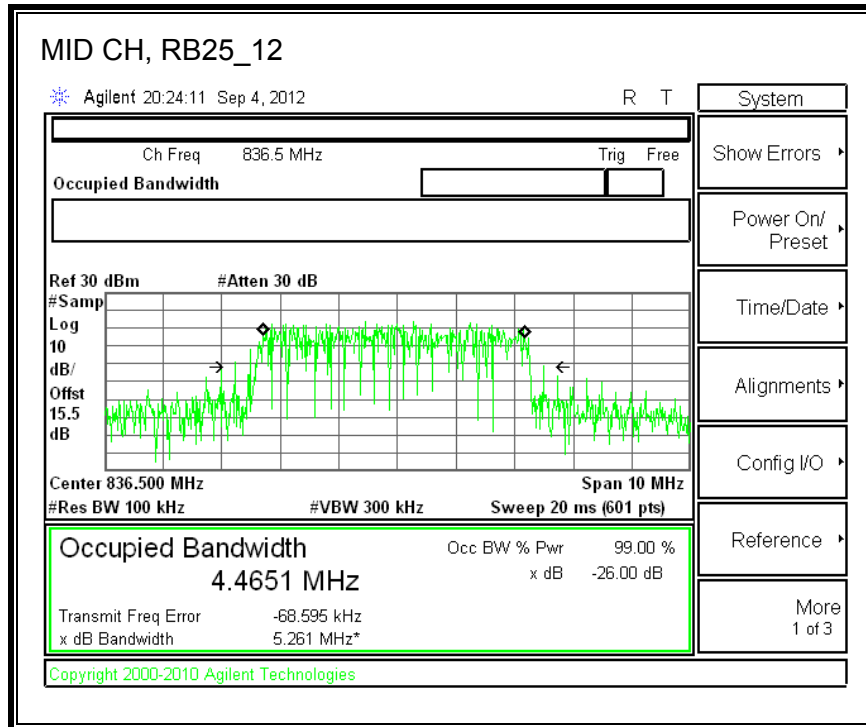 MID CH, RB25_12
Agilent 20:24:11 Sep 4, 2012 R T
System
Ch Freq 836.5 MHz Trig Free
Occupied Bandwidth
Show Errors
Power On/
Preset
Time/Date
Alignments
Config I/O
Reference
More
1 of 3
Ref 30 dBm #Atten 30 dB
#Samp
Log
10
dB/
Offst
15.5
dB
Center 836.500 MHz Span 10 MHz
#Res BW 100 kHz #VBW 300 kHz Sweep 20 ms (601 pts)
Occupied Bandwidth Occ BW % Pwr 99.00 %
4.4651 MHz x dB -26.00 dB
Transmit Freq Error -68.595 kHz
x dB Bandwidth 5.261 MHz*
Copyright 2000-2010 Agilent Technologies